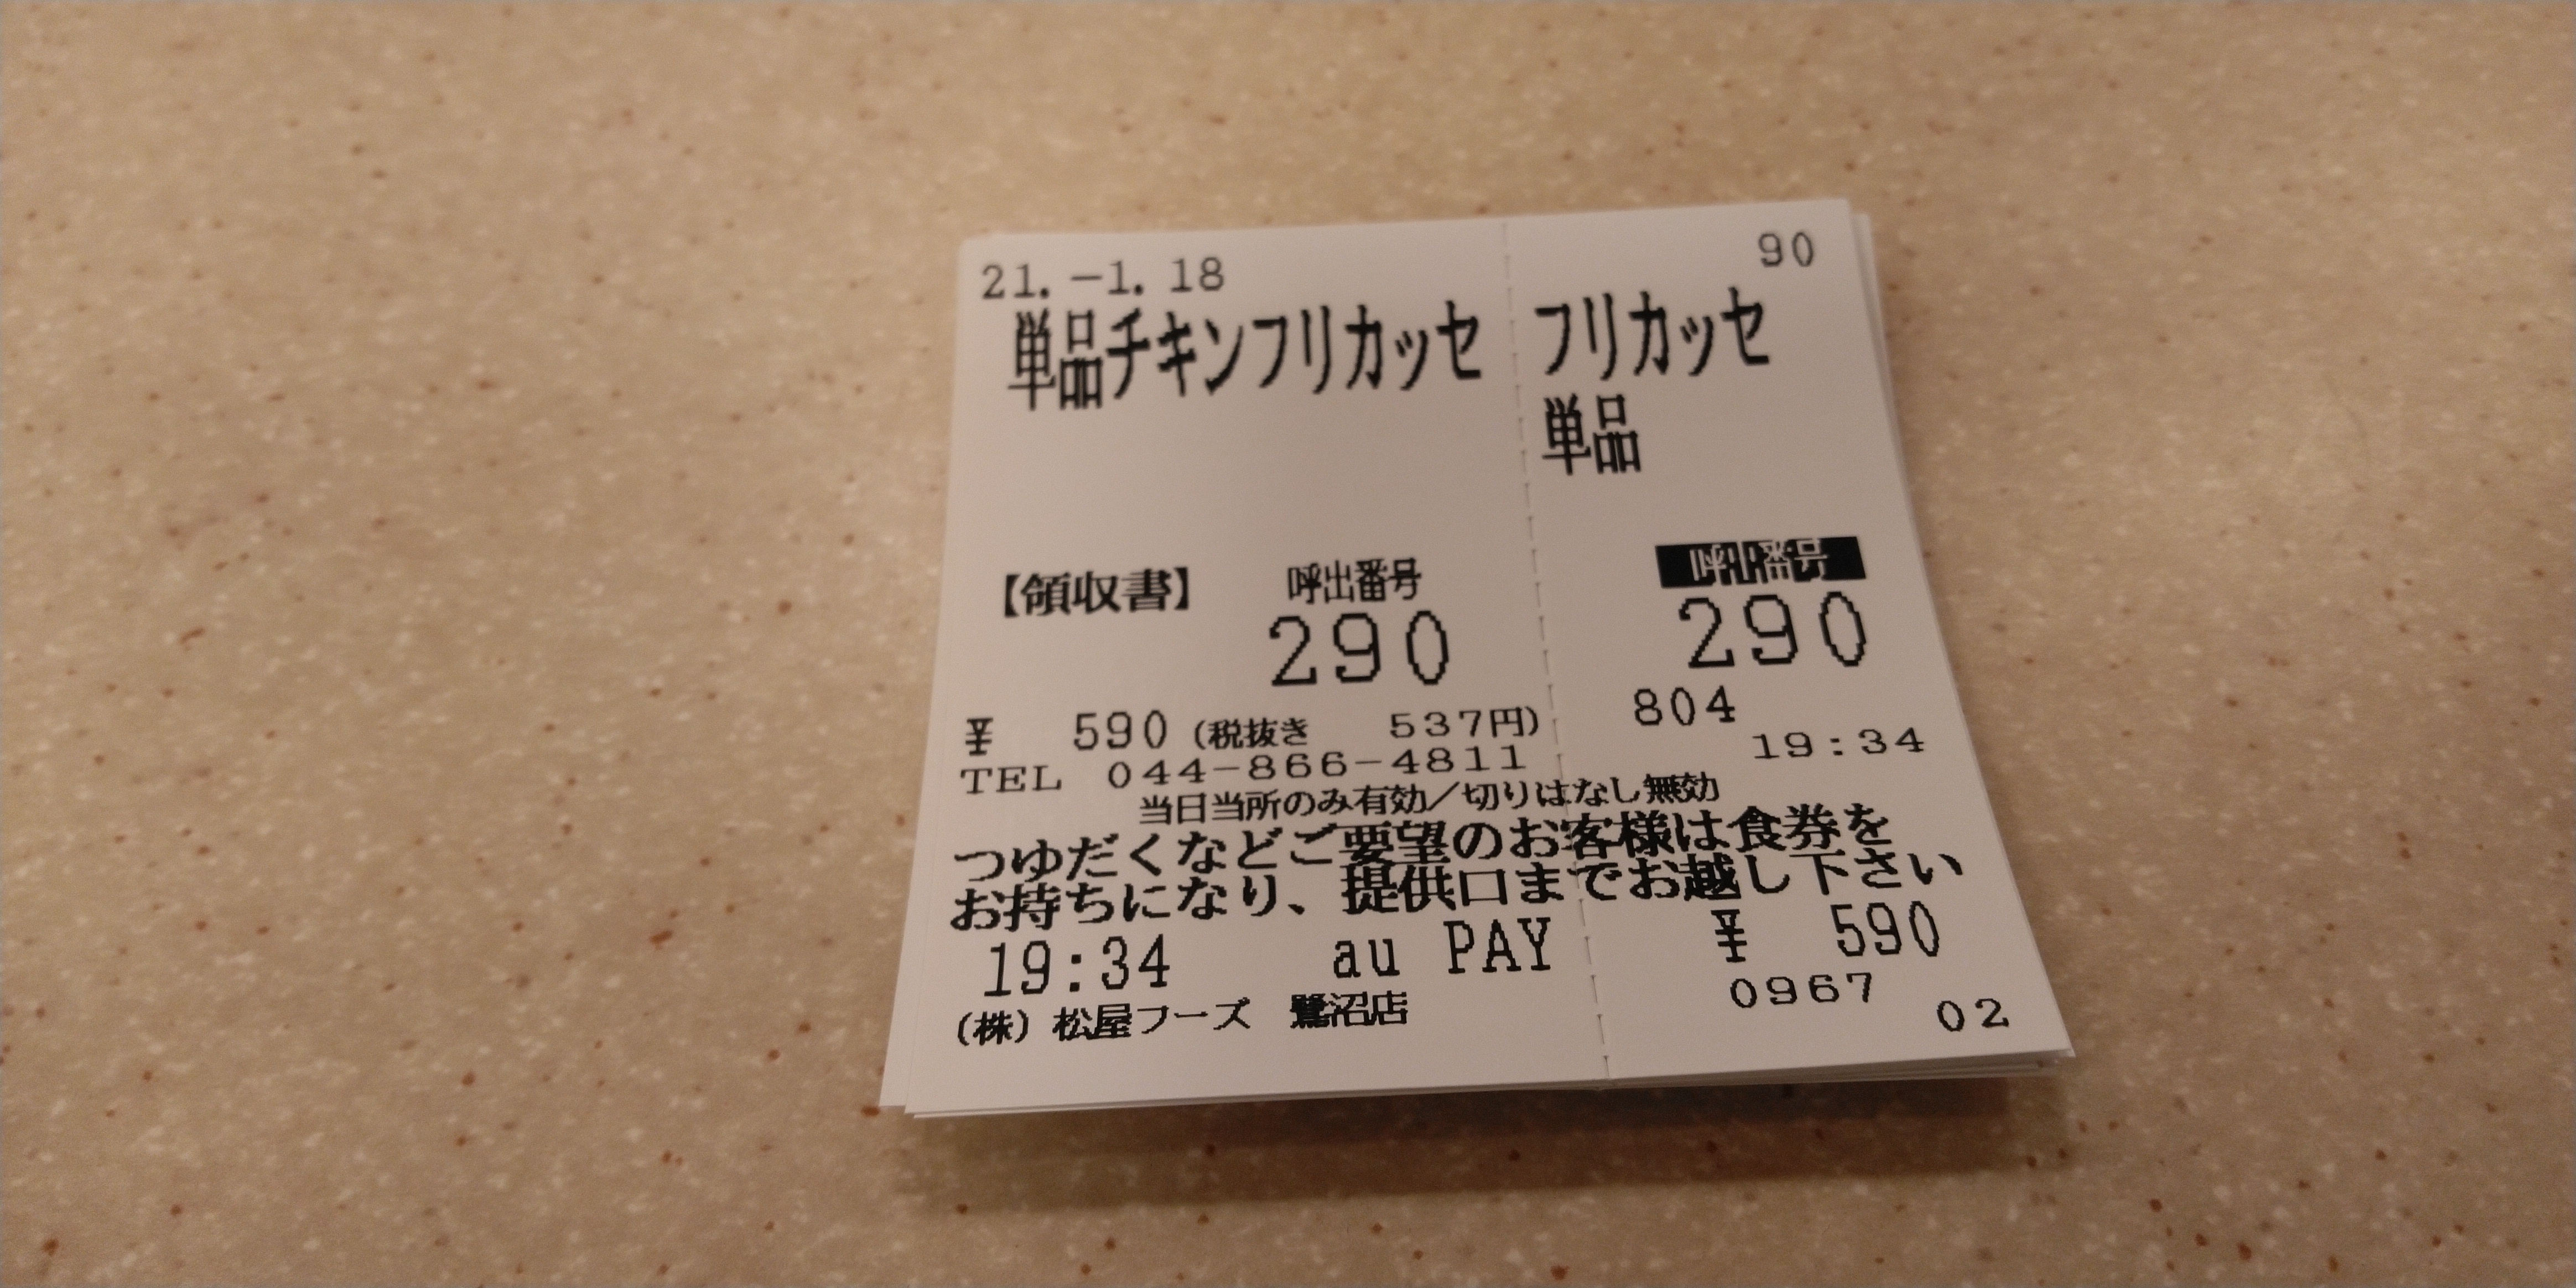 21.-1.18
90
単品チキンフリカッセ
フリカッセ
単品
【領収書】 呼出番号
290
呼出番号
290
¥ 590 (税抜き 537円)
804
TEL 044-866-4811
19:34
当日当所のみ有効/切りはなし無効
つゆだくなどご要望のお客様は食券を
お持ちになり、提供口までお越し下さい
19:34 au PAY
¥ 590
(株) 松屋フーズ 鷺沼店
0967
02